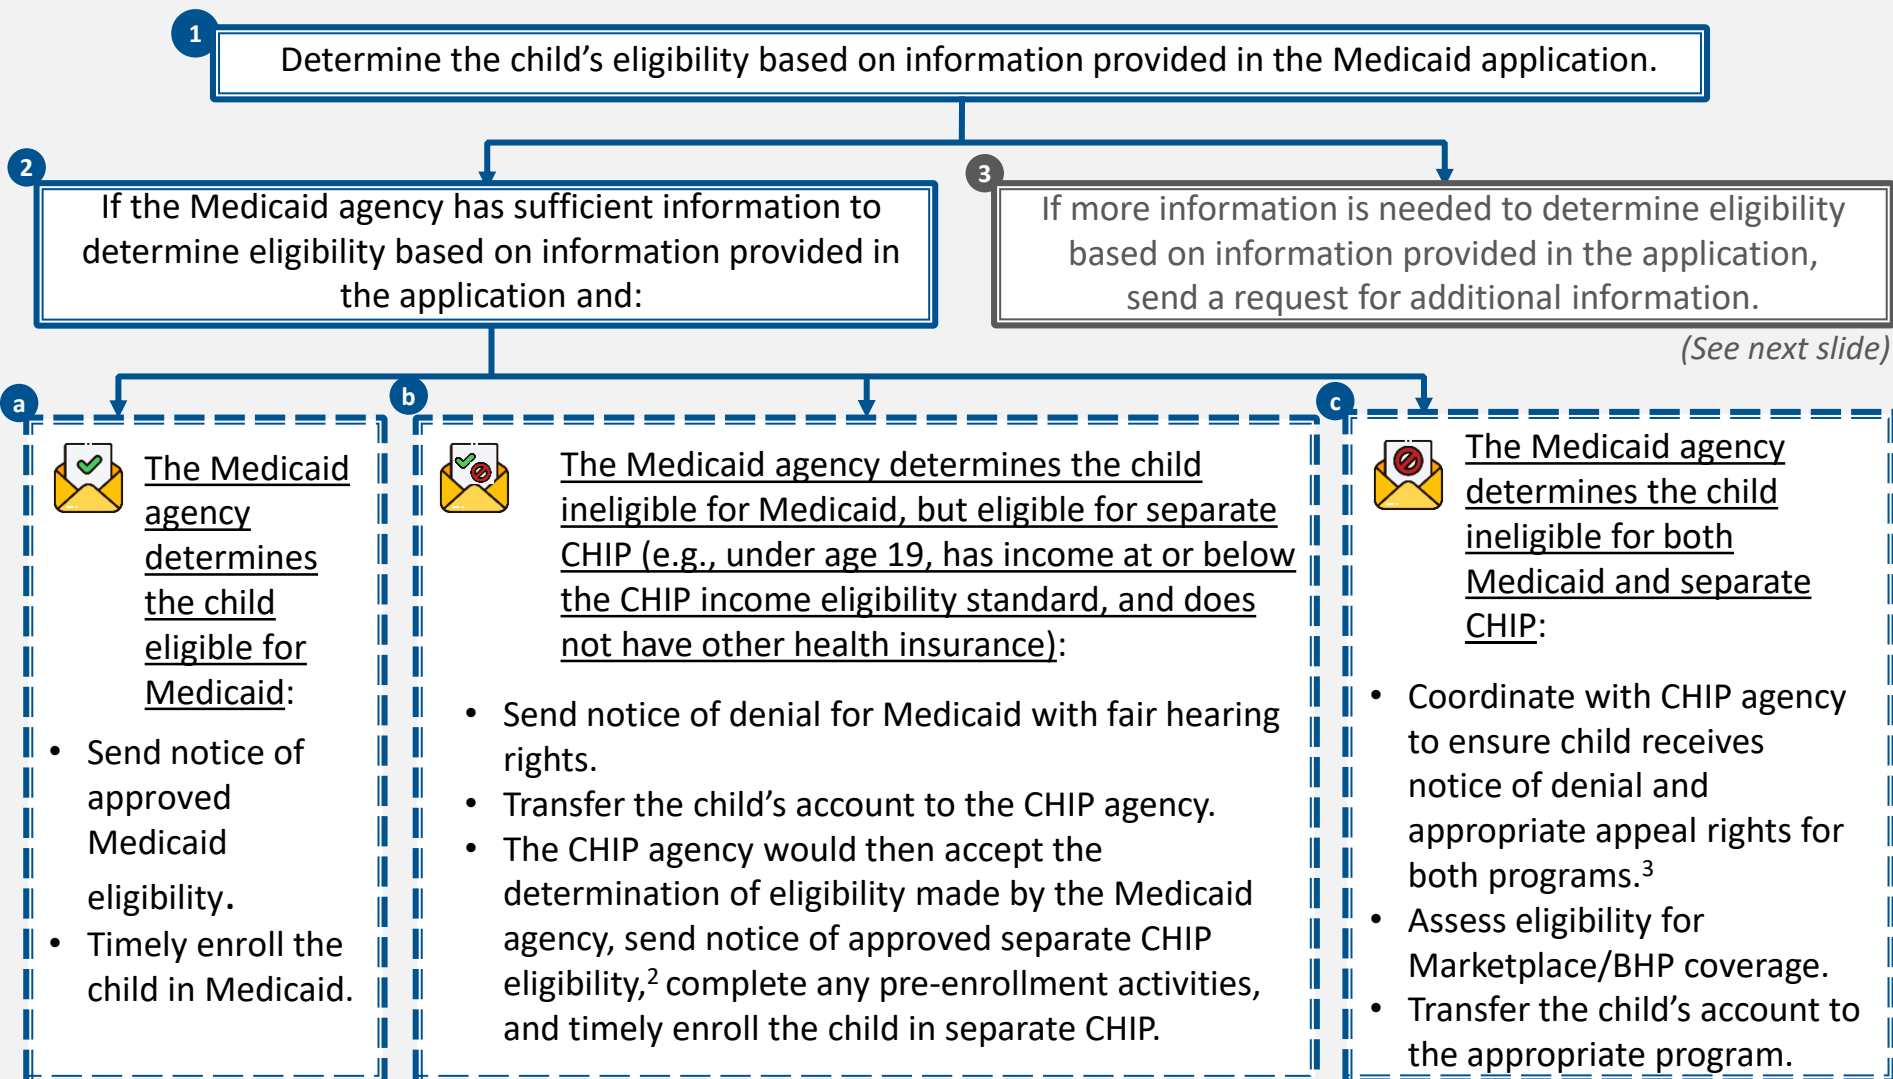 1
Determine the child's eligibility based on information provided in the Medicaid application.
2
If the Medicaid agency has sufficient information to
determine eligibility based on information provided in
the application and:
3
If more information is needed to determine eligibility
based on information provided in the application,
send a request for additional information.
(See next slide)
a
The Medicaid
agency
determines
the child
eligible for
Medicaid:
• Send notice of
approved
Medicaid
eligibility.
• Timely enroll the
child in Medicaid.
b
The Medicaid agency determines the child
ineligible for Medicaid, but eligible for separate
CHIP (e.g., under age 19, has income at or below
the CHIP income eligibility standard, and does
not have other health insurance):
• Send notice of denial for Medicaid with fair hearing
rights.
• Transfer the child's account to the CHIP agency.
• The CHIP agency would then accept the
determination of eligibility made by the Medicaid
agency, send notice of approved separate CHIP
eligibility,² complete any pre-enrollment activities,
and timely enroll the child in separate CHIP.
c
The Medicaid agency
determines the child
ineligible for both
Medicaid and separate
CHIP:
• Coordinate with CHIP agency
to ensure child receives
notice of denial and
appropriate appeal rights for
both programs.³
• Assess eligibility for
Marketplace/BHP coverage.
• Transfer the child's account to
the appropriate program.